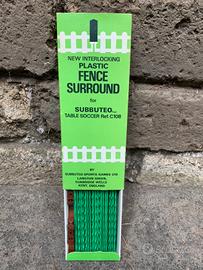 NEW INTERLOCKING
PLASTIC
FENCE
SURROUND
for
SUBBUTEO
TABLE SOCCER Ref. C108
BY
SUBBUTEO SPORTS GAMES LTD
LANGTON GREEN,
TUNBRIDGE WELLS
KENT, ENGLAND